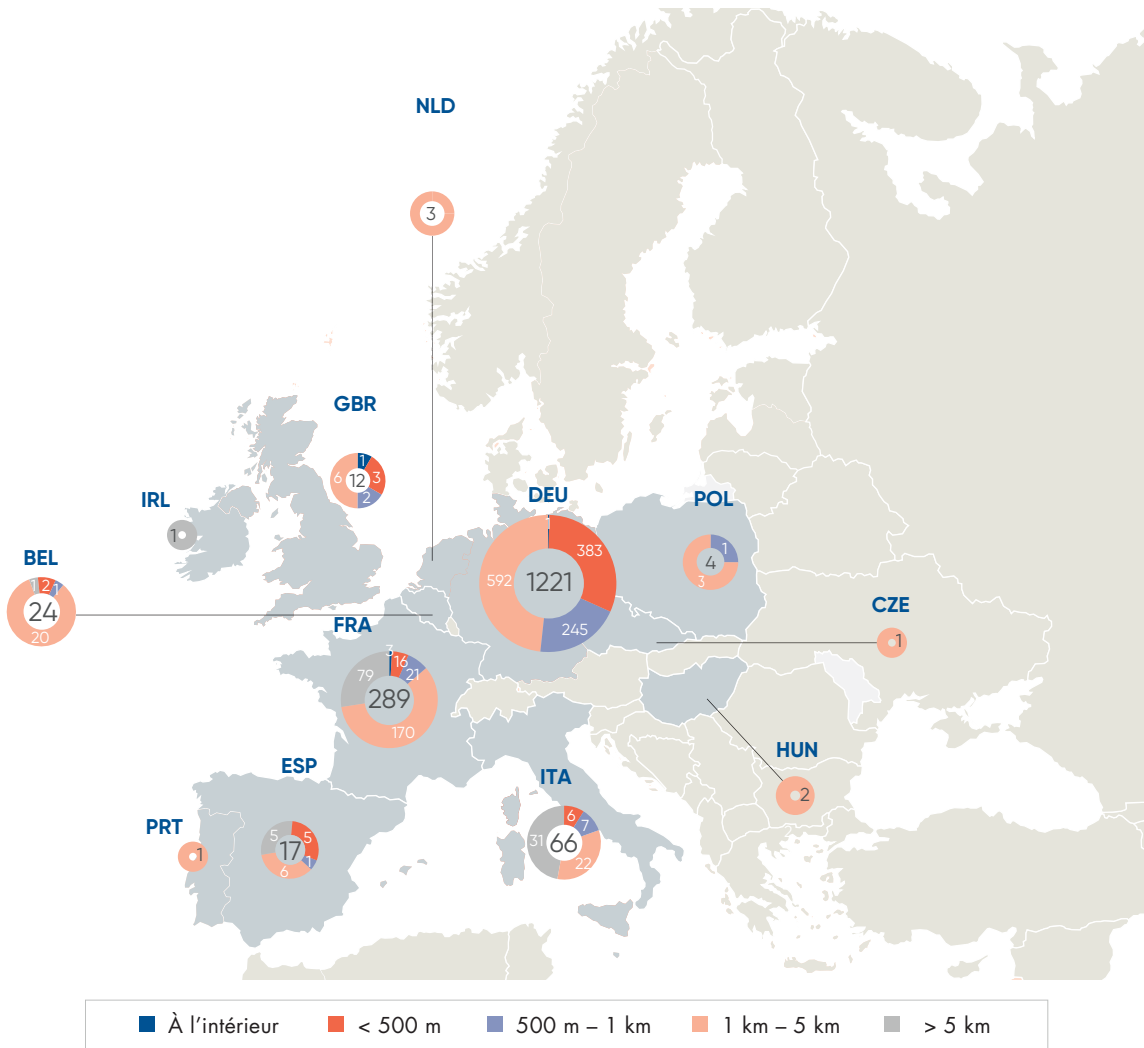 NLD
3
GBR
1
6
12
3
2
IRL
1
DEU
1
383
592
1221
245
POL
1
4
3
BEL
1
2
1
24
20
CZE
1
FRA
3
16
79
21
289
170
HUN
2
ESP
5
5
17
1
6
ITA
6
7
31
66
22
PRT
1
À l’intérieur
< 500 m
500 m – 1 km
1 km – 5 km
> 5 km